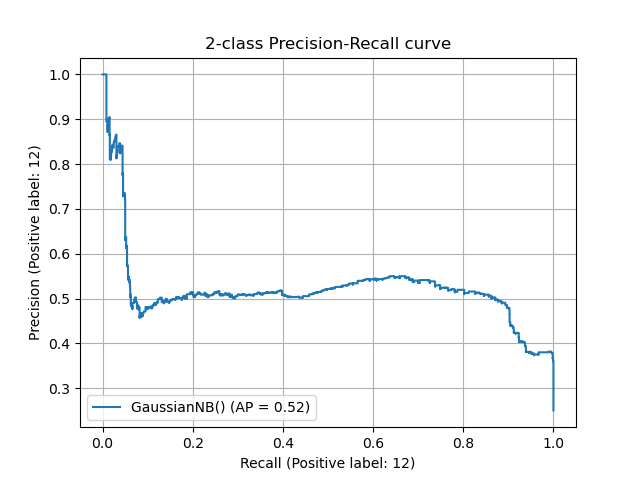 2-class Precision-Recall curve
Precision (Positive label: 12)
1.0
0.9
0.8
0.7
0.6
0.5
0.4
0.3
GaussianNB() (AP = 0.52)
0.0 0.2 0.4 0.6 0.8 1.0
Recall (Positive label: 12)